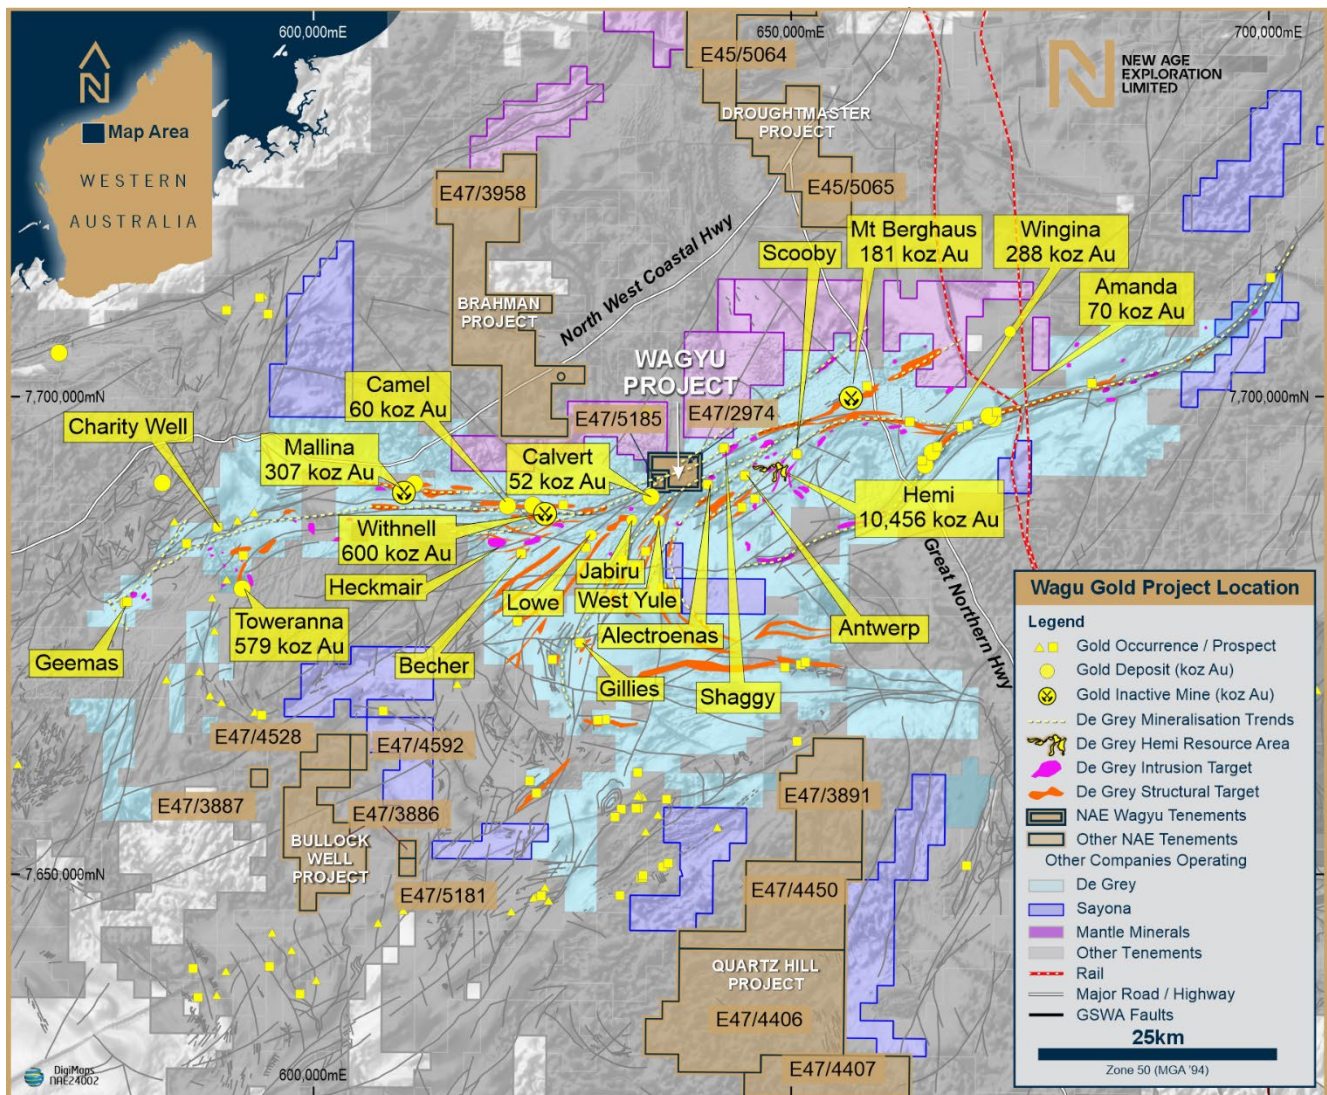 600,000mE
650,000mE
700,000mE
N
Map Area
WESTERN
AUSTRALIA
N
NEW AGE
EXPLORATION
LIMITED
E45/5064
DROUGHTMASTER
PROJECT
E47/3958
E45/5065
North West Coastal Hwy
BRAHMAN
PROJECT
Scooby
Mt Berghaus
181 koz Au
Wingina
288 koz Au
Amanda
70 koz Au
WAGYU
PROJECT
E47/5185
E47/2974
7,700,000mN
7,700,000mN
Camel
60 koz Au
Charity Well
Mallina
307 koz Au
Calvert
52 koz Au
Hemi
10,456 koz Au
Withnell
600 koz Au
Heckmair
Jabiru
Lowe
West Yule
Great Northern Hwy
Toweranna
579 koz Au
Alectroenas
Antwerp
Geemas
Becher
Gillies
Shaggy
E47/4528
E47/4592
E47/3887
E47/3886
BULLOCK
WELL
PROJECT
E47/5181
7,650,000mN
E47/3891
E47/4450
QUARTZ HILL
PROJECT
E47/4406
E47/4407
600,000mE
DigiMaps
NAE24002
Wagu Gold Project Location
Legend
Gold Occurrence / Prospect
Gold Deposit (koz Au)
Gold Inactive Mine (koz Au)
De Grey Mineralisation Trends
De Grey Hemi Resource Area
De Grey Intrusion Target
De Grey Structural Target
NAE Wagyu Tenements
Other NAE Tenements
Other Companies Operating
De Grey
Sayona
Mantle Minerals
Other Tenements
Rail
Major Road / Highway
GSWA Faults
25km
Zone 50 (MGA '94)